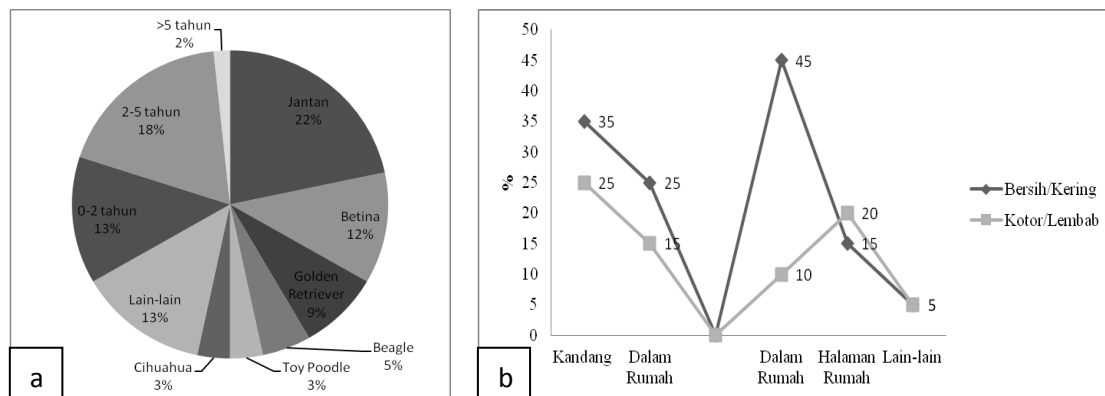 >5 tahun
2%
2-5 tahun
18%
Jantan
22%
0-2 tahun
13%
Betina
12%
Golden
Retriever
9%
Lain-lain
13%
Beagle
5%
Cihuahua
3%
Toy Poodle
3%
a
50
45
40
35
30
25
20
15
10
5
0
%
35
25
25
15
45
10
20
15
5
Kandang
Dalam
Rumah
Dalam
Rumah
Halaman
Rumah
Lain-lain
Bersih/Kering
Kotor/Lembab
b